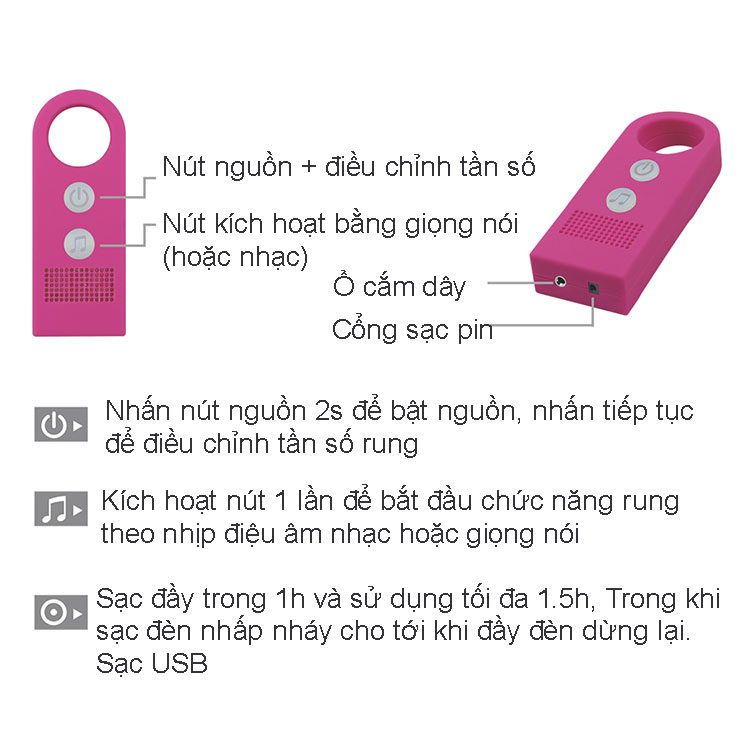 Nút nguồn + điều chỉnh tần số
Nút kích hoạt bằng giọng nói
(hoặc nhạc)
Ổ cắm dây
Cổng sạc pin
Nhấn nút nguồn 2s để bật nguồn, nhấn tiếp tục
để điều chỉnh tần số rung
Kích hoạt nút 1 lần để bắt đầu chức năng rung
theo nhịp điệu âm nhạc hoặc giọng nói
Sạc đầy trong 1h và sử dụng tối đa 1.5h, Trong khi
sạc đèn nhấp nháy cho tới khi đầy đèn dừng lại.
Sạc USB